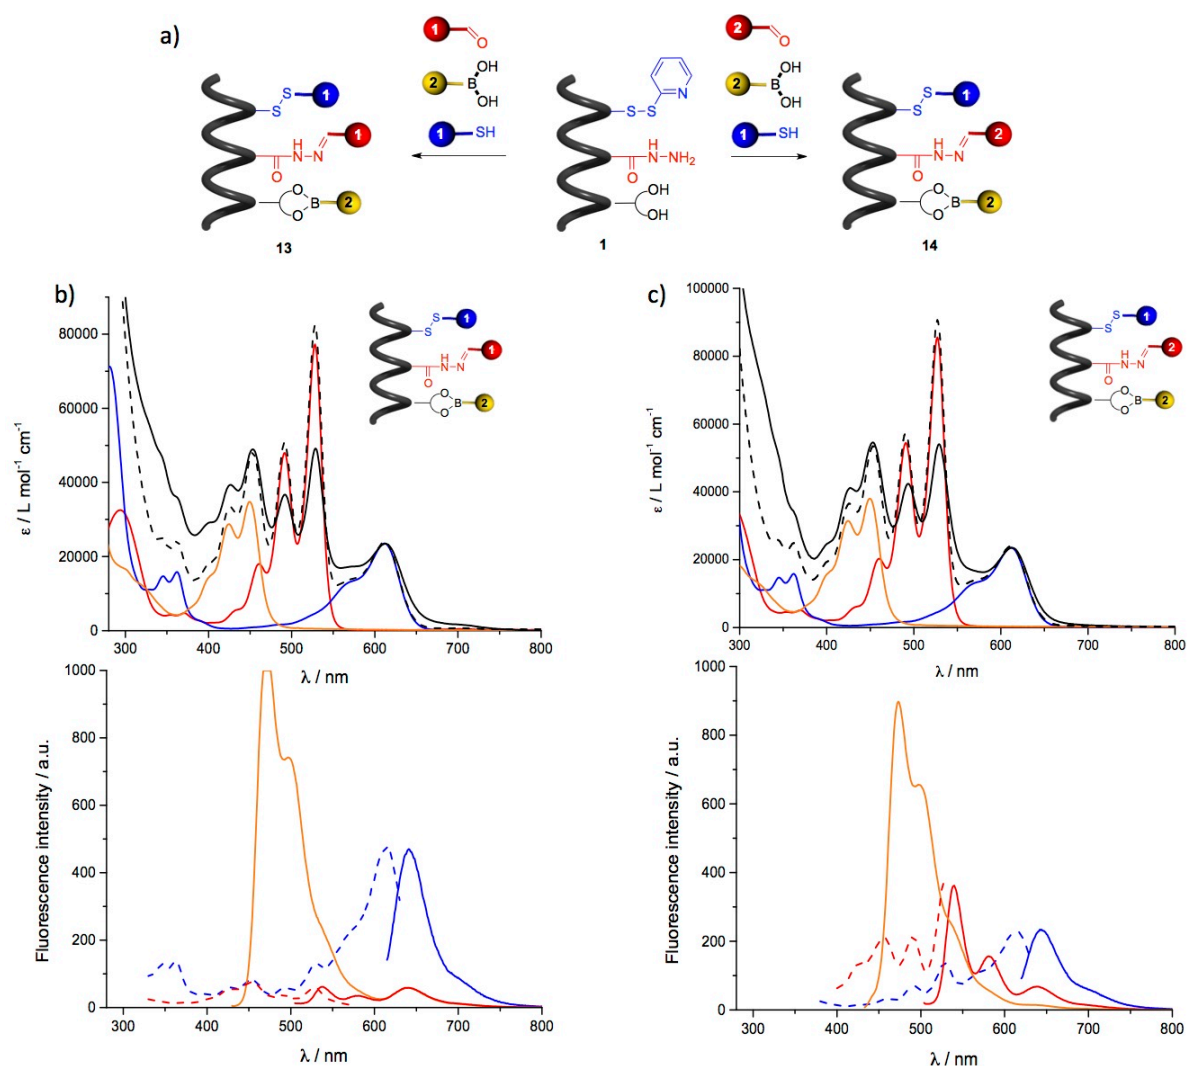 a)
1
O
2
B
OH
OH
1
SH
N
S
S
H
N
NH2
O
OH
OH
1
2
O
2
B
OH
OH
1
SH
S
S
1
H
N
N
1
O
O
B
O
2
13
S
S
1
H
N
N
2
O
O
B
O
2
14
b)
80000
60000
40000
20000
0
ε / L mol⁻¹ cm⁻¹
300 400 500 600 700 800
λ / nm
S
S
1
H
N
N
1
O
O
B
O
2
c)
100000
80000
60000
40000
20000
0
ε / L mol⁻¹ cm⁻¹
300 400 500 600 700 800
λ / nm
S
S
1
H
N
N
2
O
O
B
O
2
1000
800
600
400
200
0
Fluorescence intensity / a.u.
300 400 500 600 700 800
λ / nm
1000
800
600
400
200
0
Fluorescence intensity / a.u.
300 400 500 600 700 800
λ / nm